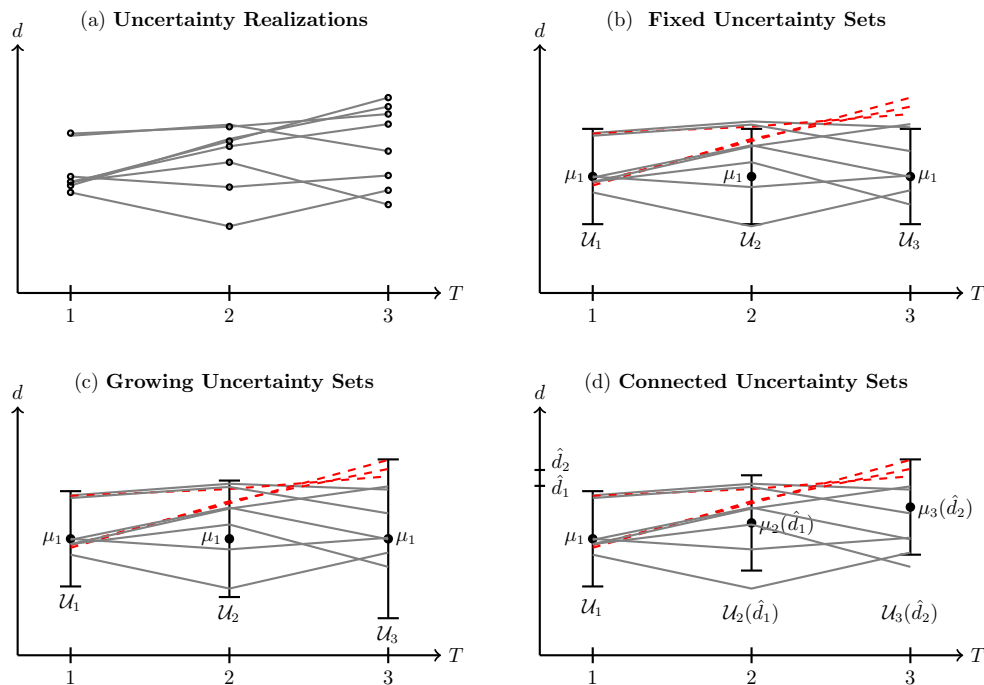 (a) Uncertainty Realizations
d
T
1 2 3
(b) Fixed Uncertainty Sets
d
μ₁ μ₁ μ₁
𝒰₁ 𝒰₂ 𝒰₃
T
1 2 3
(c) Growing Uncertainty Sets
d
μ₁ μ₁ μ₁
𝒰₁ 𝒰₂ 𝒰₃
T
1 2 3
(d) Connected Uncertainty Sets
d
d̂₂
d̂₁
μ₁ μ₂(d̂₁) μ₃(d̂₂)
𝒰₁ 𝒰₂(d̂₁) 𝒰₃(d̂₂)
T
1 2 3